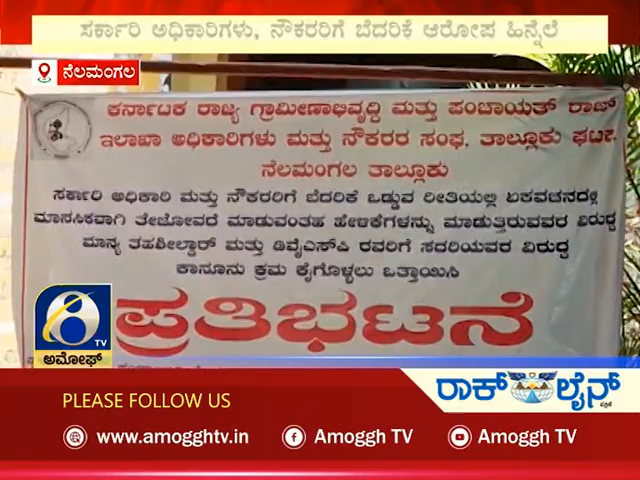 ಸರ್ಕಾರಿ ಅಧಿಕಾರಿಗಳು, ನೌಕರರಿಗೆ ಬೆದರಿಕೆ ಆರೋಪ ಹಿನ್ನೆಲೆ
ನೆಲಮಂಗಲ
ಕರ್ನಾಟಕ ರಾಜ್ಯ ಗ್ರಾಮೀಣಾಭಿವೃದ್ಧಿ ಮತ್ತು ಪಂಚಾಯತ್ ರಾಜ್
ಇಲಾಖಾ ಅಧಿಕಾರಿಗಳು ಮತ್ತು ನೌಕರರ ಸಂಘ, ತಾಲ್ಲೂಕು ಘಟಕ
ನೆಲಮಂಗಲ ತಾಲ್ಲೂಕು
ಸರ್ಕಾರಿ ಅಧಿಕಾರಿ ಮತ್ತು ನೌಕರರಿಗೆ ಬೆದರಿಕೆ ಒಡ್ಡುವ ರೀತಿಯಲ್ಲಿ ಏಕವಚನದಲ್ಲಿ
ಮಾನಸಿಕವಾಗಿ ತೇಜೋವರೆ ಮಾಡುವಂತಹ ಹೇಳಿಕೆಗಳನ್ನು ಮಾಡುತ್ತಿರುವವರ ವಿರುದ್ಧ
ಮಾನ್ಯ ತಹಶೀಲ್ದಾರ್ ಮತ್ತು ಡಿವೈಎಸ್‌ಪಿ ರವರಿಗೆ ಸದರಿಯವರ ವಿರುದ್ಧ
ಕಾನೂನು ಕ್ರಮ ಕೈಗೊಳ್ಳಲು ಒತ್ತಾಯಿಸಿ
ಪ್ರತಿಭಟನೆ
TV
ಅಮೋಘ್
ರಾಕ್ ಲೈನ್
PLEASE FOLLOW US
www.amogghtv.in
Amoggh TV
Amoggh TV